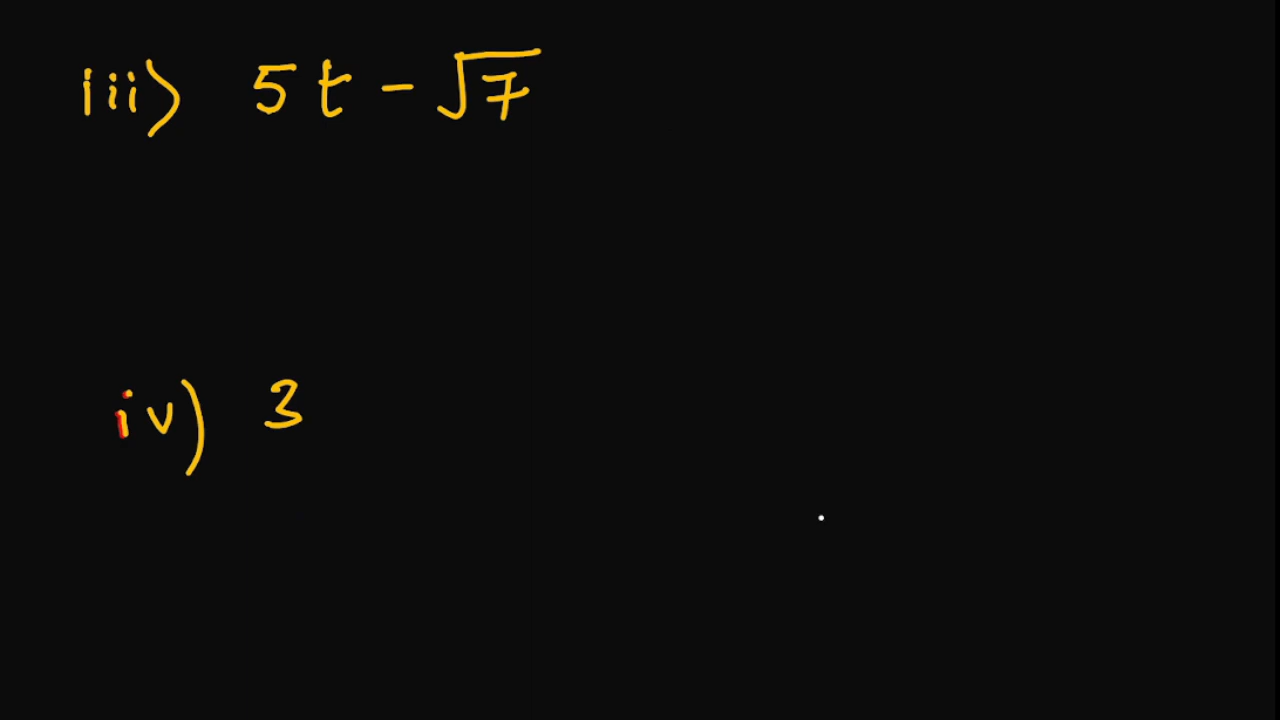 iii) 5t - √7
iv) 3